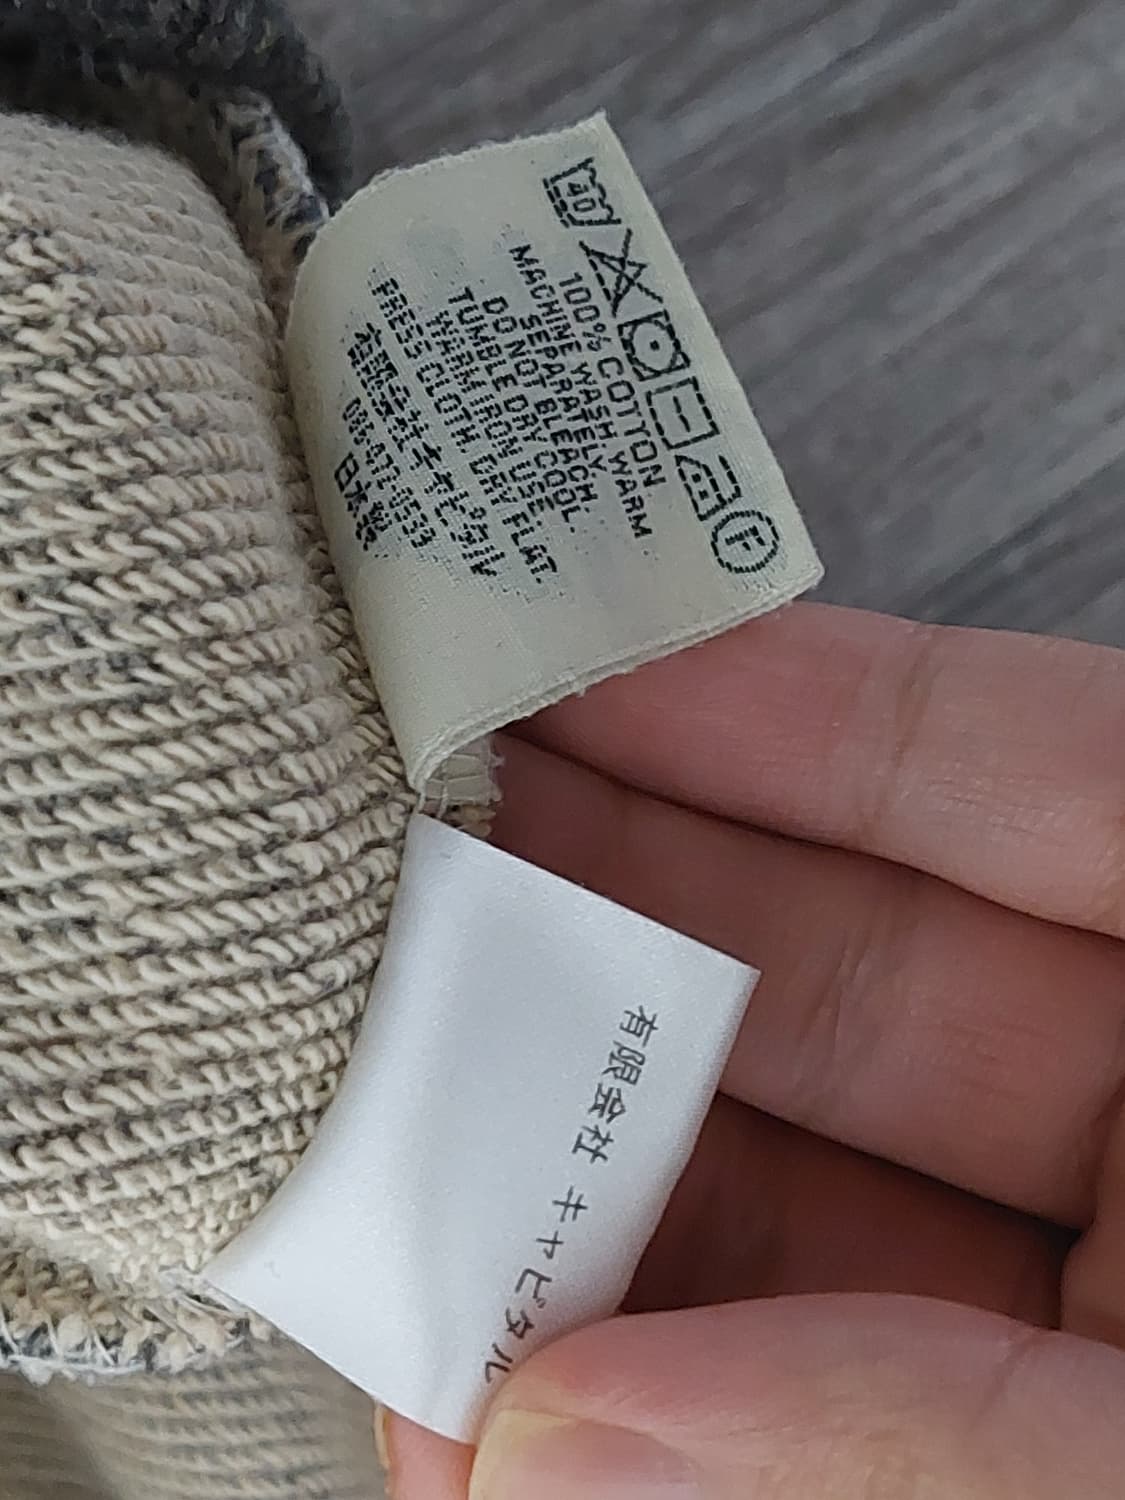 40
F
100% COTTON
MACHINE WASH, WARM
SEPARATELY.
DO NOT BLEACH.
TUMBLE DRY COOL.
WARM IRON USE.
PRESS CLOTH. DRY FLAT.
有限会社キャピタル
日本製
有限会社 キャピタル